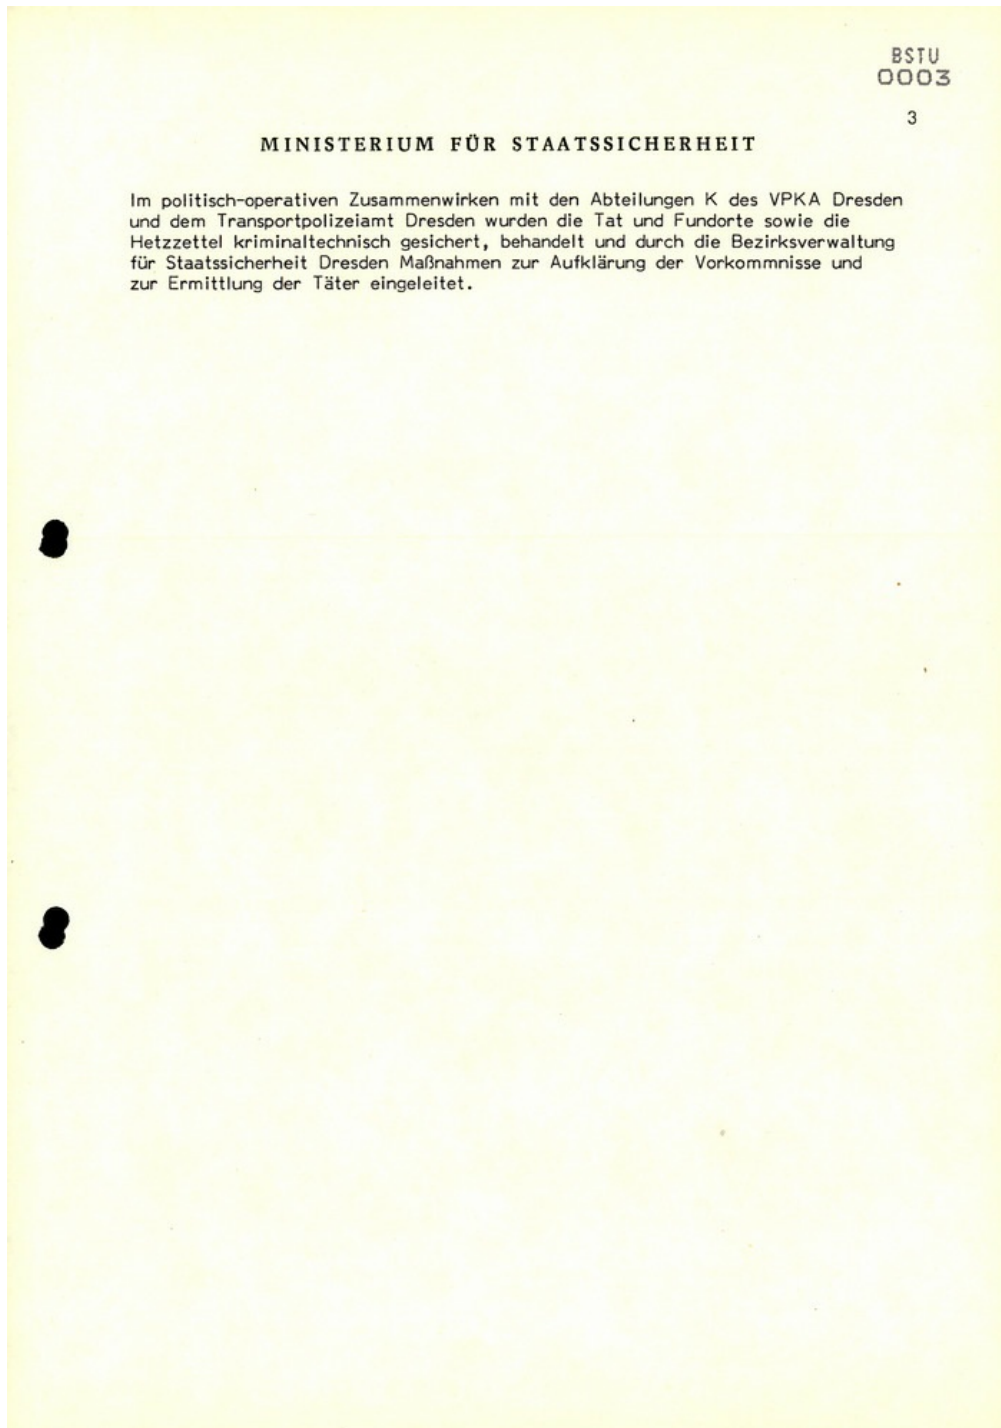 BSTU
0003
3
MINISTERIUM FÜR STAATSSICHERHEIT
Im politisch-operativen Zusammenwirken mit den Abteilungen K des VPKA Dresden
und dem Transportpolizeiamt Dresden wurden die Tat und Fundorte sowie die
Hetzzettel kriminaltechnisch gesichert, behandelt und durch die Bezirksverwaltung
für Staatssicherheit Dresden Maßnahmen zur Aufklärung der Vorkommnisse und
zur Ermittlung der Täter eingeleitet.